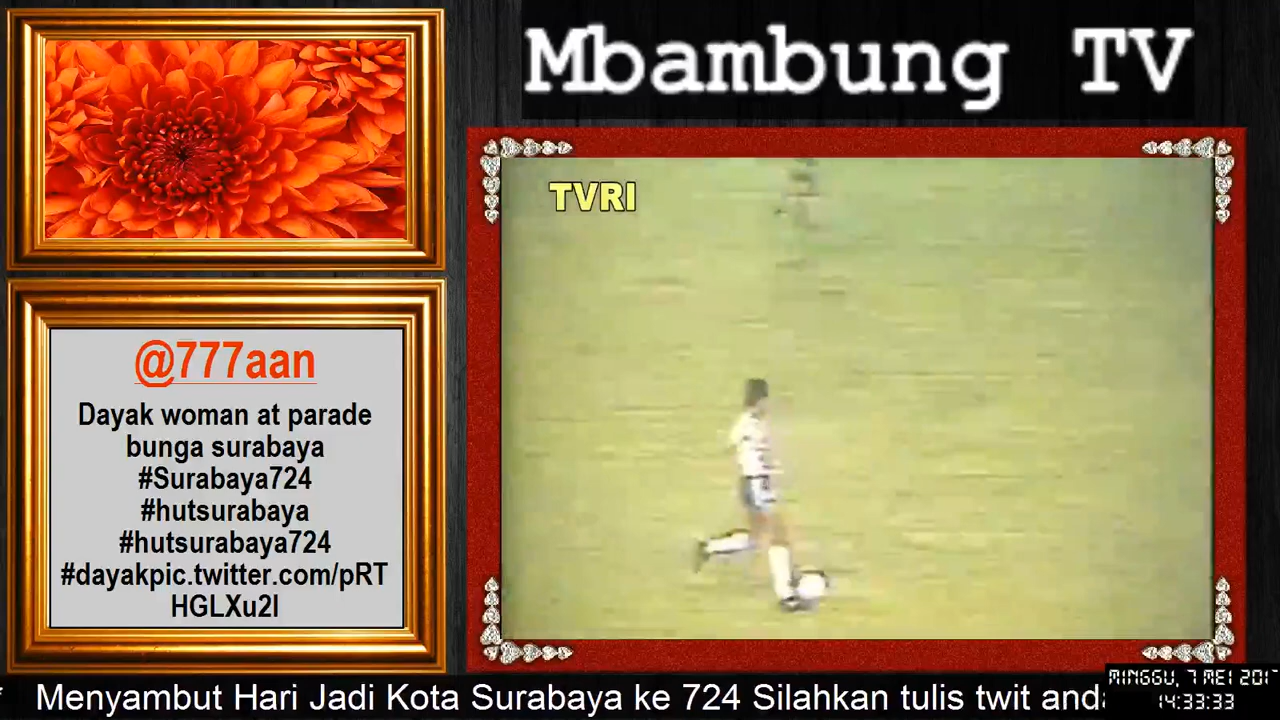 Mbambung TV
TVRI
@777aan
Dayak woman at parade
bunga surabaya
#Surabaya724
#hutsurabaya
#hutsurabaya724
#dayakpic.twitter.com/pRT
HGLXu2I
Menyambut Hari Jadi Kota Surabaya ke 724 Silahkan tulis twit anda
MINGGU, 7 MEI 2017
14:33:33